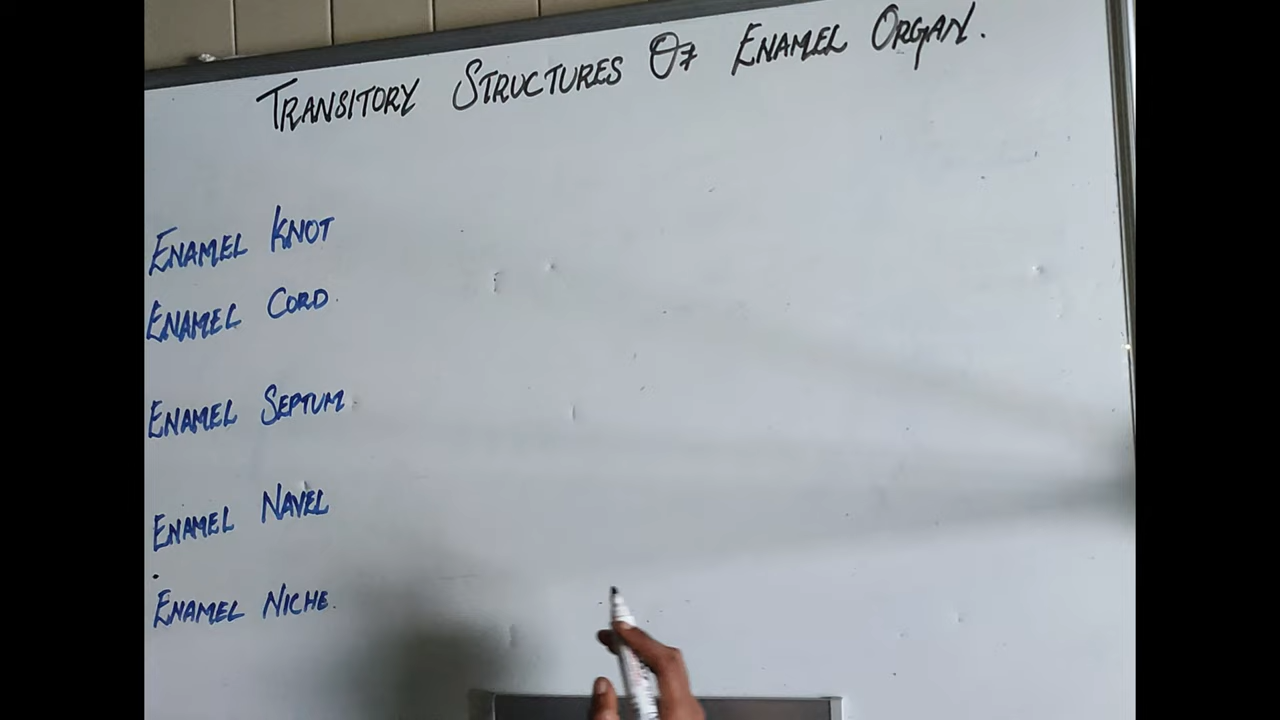 TRANSITORY STRUCTURES OF ENAMEL ORGAN.
ENAMEL KNOT
ENAMEL CORD.
ENAMEL SEPTUM
ENAMEL NAVEL
ENAMEL NICHE.